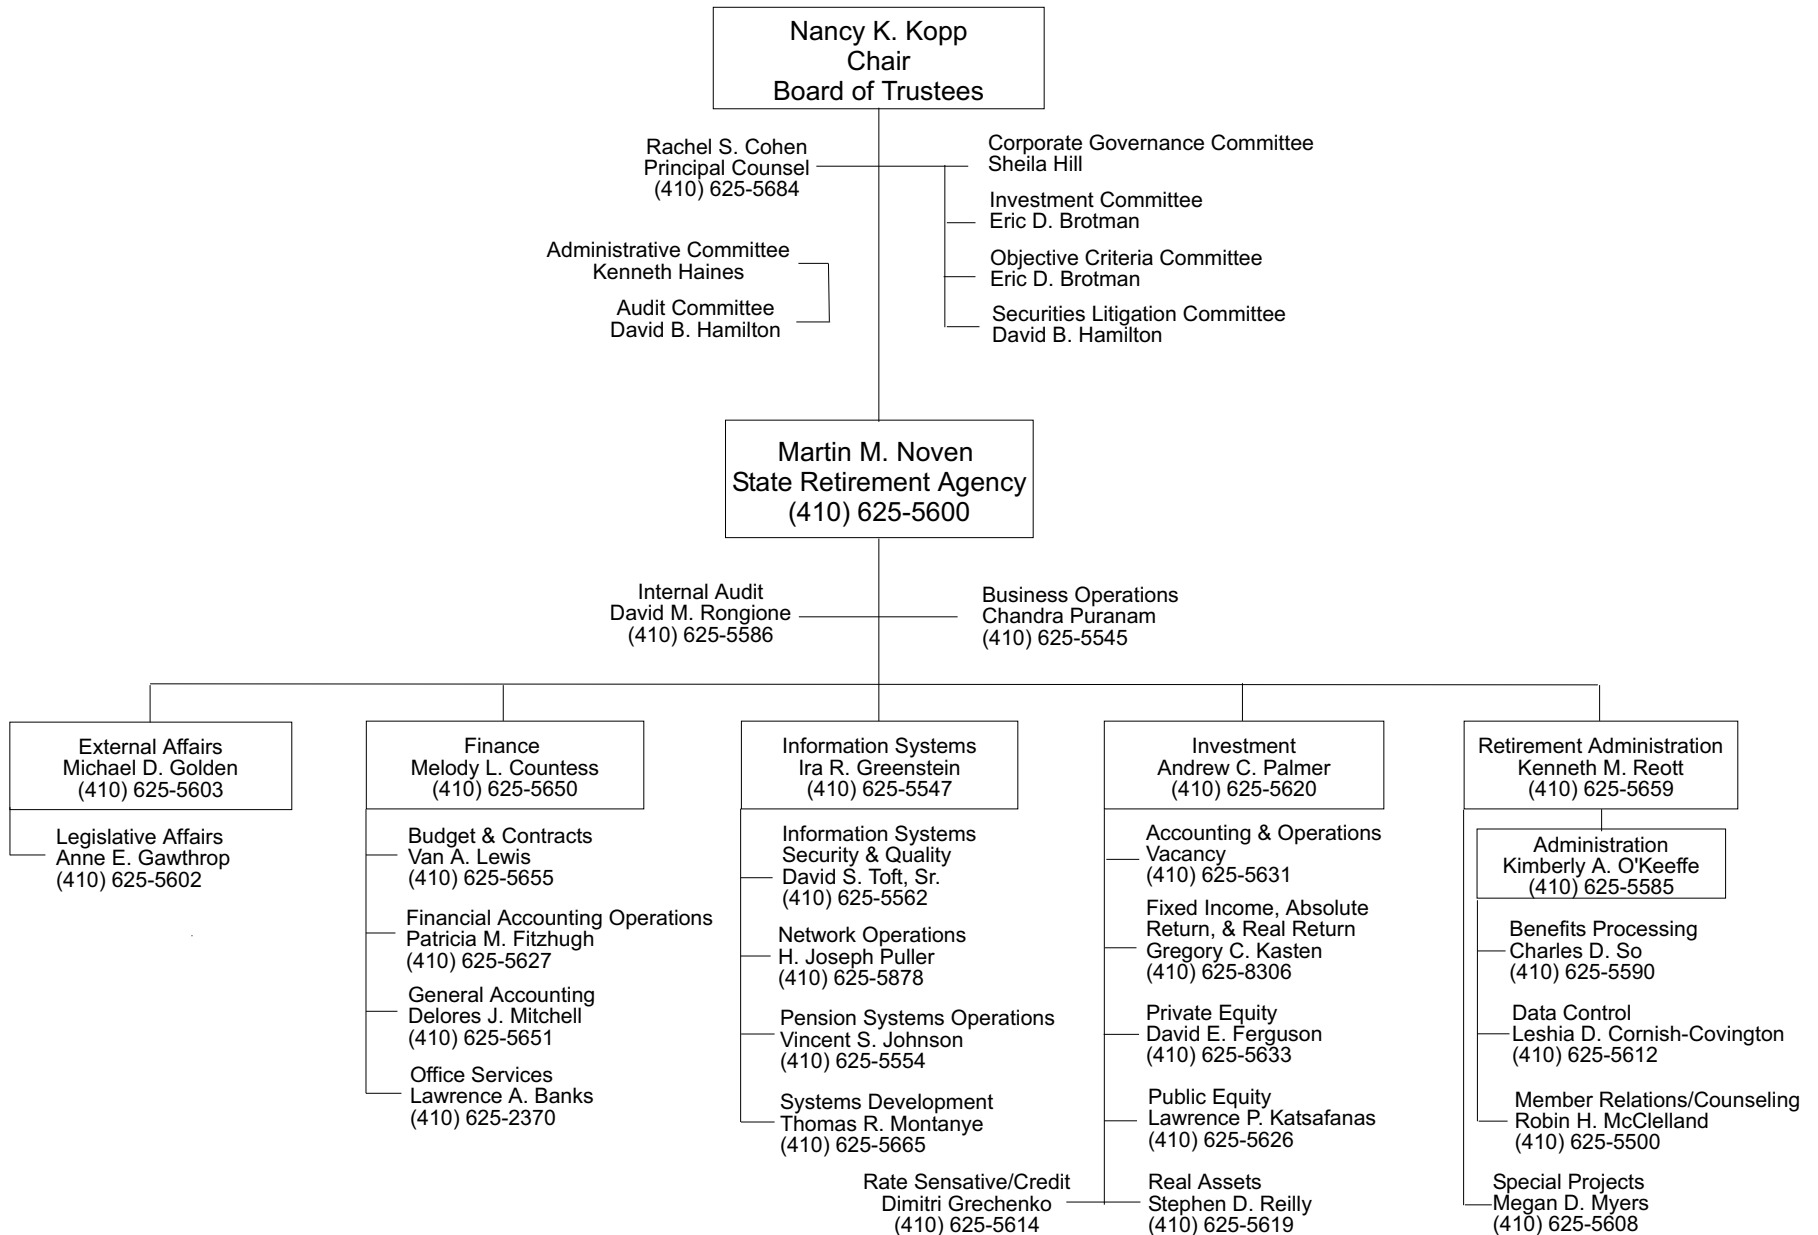 Nancy K. Kopp
Chair
Board of Trustees
Rachel S. Cohen
Principal Counsel
(410) 625-5684
Corporate Governance Committee
Sheila Hill
Investment Committee
Eric D. Brotman
Administrative Committee
Kenneth Haines
Objective Criteria Committee
Eric D. Brotman
Audit Committee
David B. Hamilton
Securities Litigation Committee
David B. Hamilton
Martin M. Noven
State Retirement Agency
(410) 625-5600
Internal Audit
David M. Rongione
(410) 625-5586
Business Operations
Chandra Puranam
(410) 625-5545
External Affairs
Michael D. Golden
(410) 625-5603
Legislative Affairs
Anne E. Gawthrop
(410) 625-5602
Finance
Melody L. Countess
(410) 625-5650
Budget & Contracts
Van A. Lewis
(410) 625-5655
Financial Accounting Operations
Patricia M. Fitzhugh
(410) 625-5627
General Accounting
Delores J. Mitchell
(410) 625-5651
Office Services
Lawrence A. Banks
(410) 625-2370
Information Systems
Ira R. Greenstein
(410) 625-5547
Information Systems
Security & Quality
David S. Toft, Sr.
(410) 625-5562
Network Operations
H. Joseph Puller
(410) 625-5878
Pension Systems Operations
Vincent S. Johnson
(410) 625-5554
Systems Development
Thomas R. Montanye
(410) 625-5665
Investment
Andrew C. Palmer
(410) 625-5620
Accounting & Operations
Vacancy
(410) 625-5631
Fixed Income, Absolute
Return, & Real Return
Gregory C. Kasten
(410) 625-8306
Private Equity
David E. Ferguson
(410) 625-5633
Public Equity
Lawrence P. Katsafanas
(410) 625-5626
Rate Sensative/Credit
Dimitri Grechenko
(410) 625-5614
Real Assets
Stephen D. Reilly
(410) 625-5619
Retirement Administration
Kenneth M. Reott
(410) 625-5659
Administration
Kimberly A. O'Keeffe
(410) 625-5585
Benefits Processing
Charles D. So
(410) 625-5590
Data Control
Leshia D. Cornish-Covington
(410) 625-5612
Member Relations/Counseling
Robin H. McClelland
(410) 625-5500
Special Projects
Megan D. Myers
(410) 625-5608